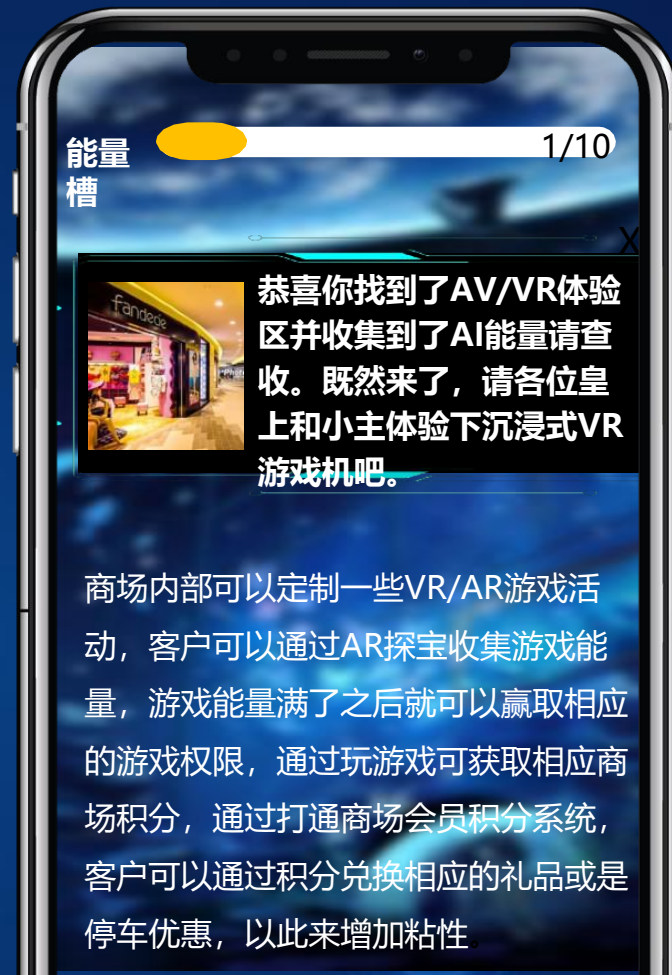 能量
槽
1/10
X
fandede
恭喜你找到了AV/VR体验
区并收集到了AI能量请查
收。既然来了，请各位皇
上和小主体验下沉浸式VR
游戏机吧。
商场内部可以定制一些VR/AR游戏活
动，客户可以通过AR探宝收集游戏能
量，游戏能量满了之后就可以赢取相应
的游戏权限，通过玩游戏可获取相应商
场积分，通过打通商场会员积分系统，
客户可以通过积分兑换相应的礼品或是
停车优惠，以此来增加粘性。